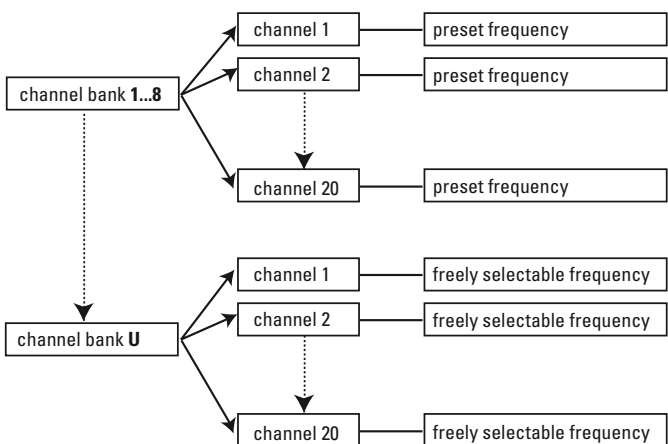 channel 1 preset frequency
channel 2 preset frequency
channel bank 1...8
channel 20 preset frequency
channel 1 freely selectable frequency
channel 2 freely selectable frequency
channel bank U
channel 20 freely selectable frequency